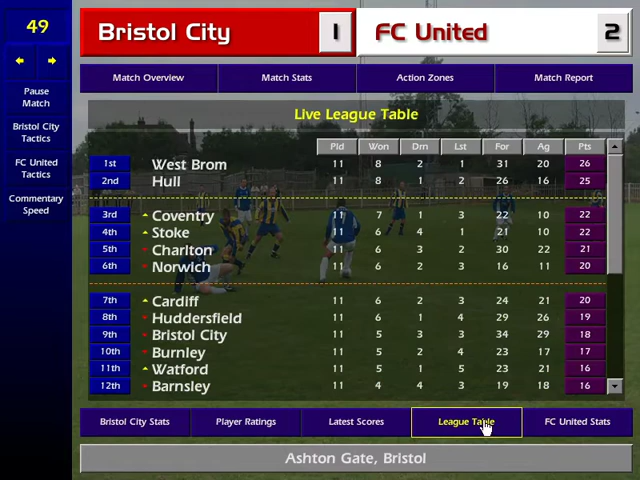 49
Bristol City 1 FC United 2
Match Overview Match Stats Action Zones Match Report
Pause
Match
Bristol City
Tactics
FC United
Tactics
Commentary
Speed
Live League Table
Pld Won Drn Lst For Ag Pts
1st West Brom 11 8 2 1 31 20 26
2nd Hull 11 8 1 2 26 16 25
3rd Coventry 11 7 1 3 22 10 22
4th Stoke 11 6 4 1 21 10 22
5th Charlton 11 6 3 2 30 22 21
6th Norwich 11 6 2 3 16 11 20
7th Cardiff 11 6 2 3 24 21 20
8th Huddersfield 11 6 1 4 29 26 19
9th Bristol City 11 5 3 3 34 29 18
10th Burnley 11 5 2 4 23 17 17
11th Watford 11 5 1 5 23 21 16
12th Barnsley 11 4 4 3 19 18 16
Bristol City Stats Player Ratings Latest Scores League Table FC United Stats
Ashton Gate, Bristol